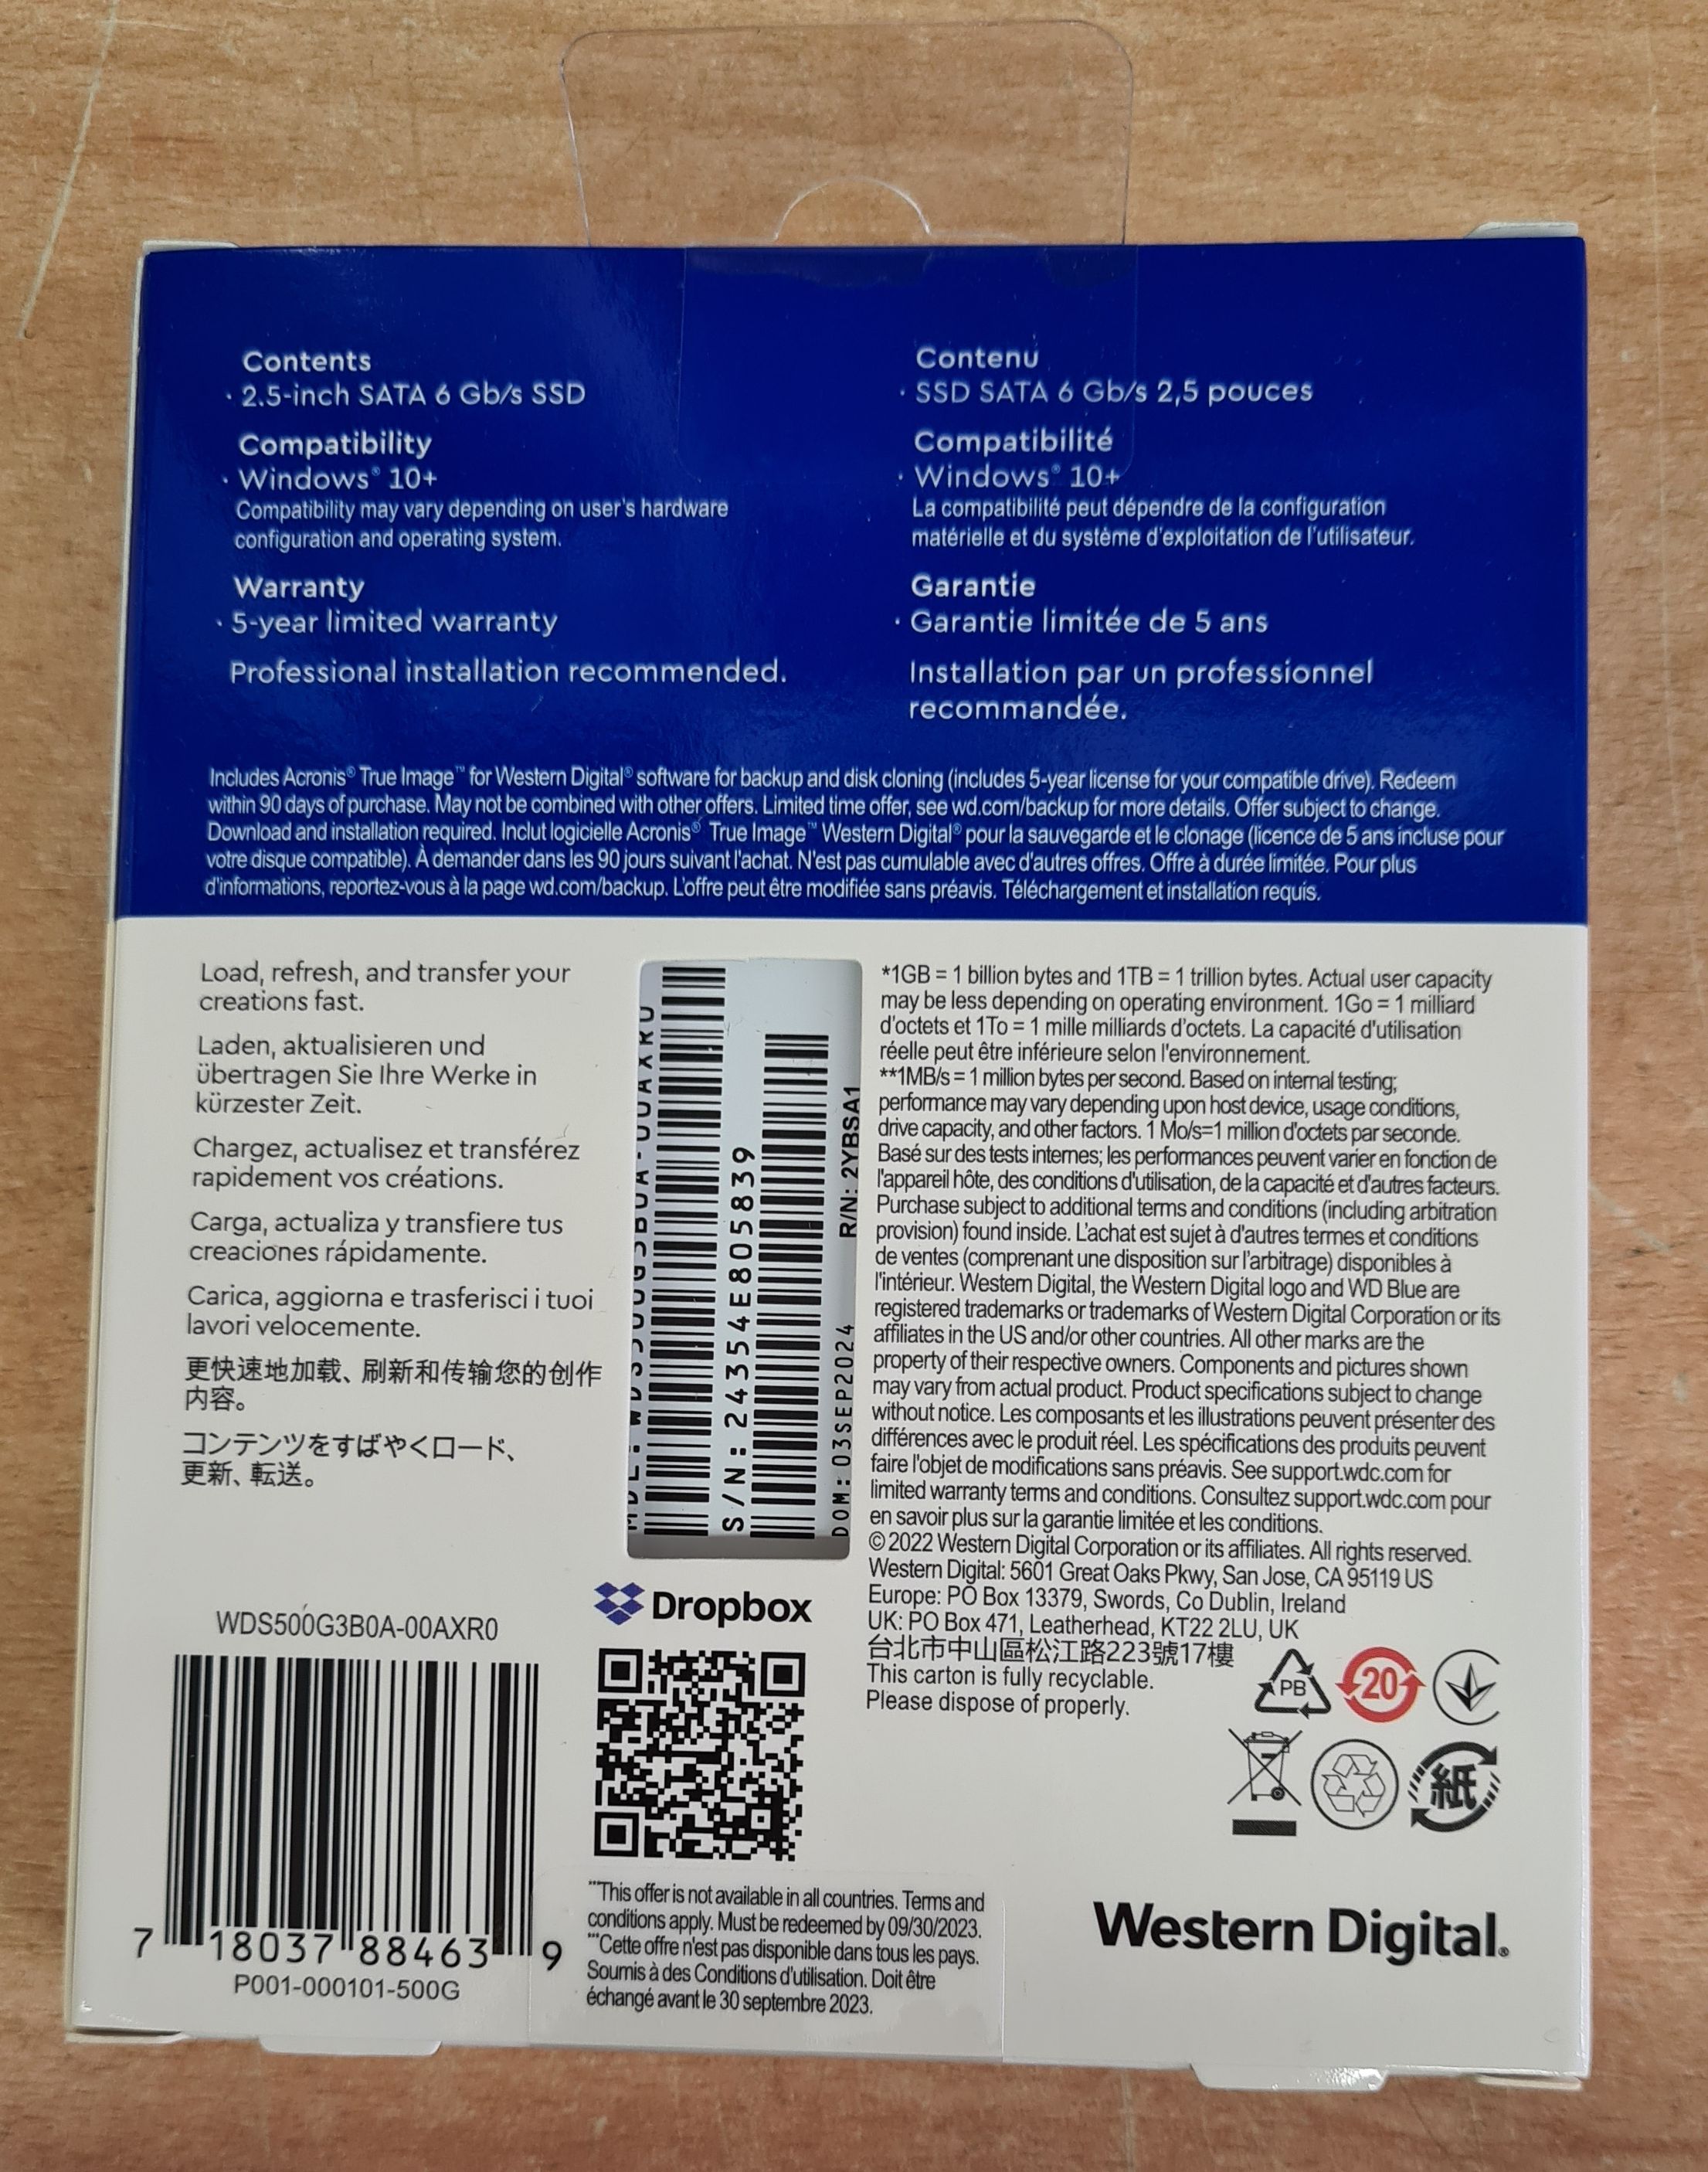 Contents
· 2.5-inch SATA 6 Gb/s SSD
Compatibility
· Windows® 10+
Compatibility may vary depending on user's hardware
configuration and operating system.
Warranty
· 5-year limited warranty
Professional installation recommended.
Contenu
· SSD SATA 6 Gb/s 2,5 pouces
Compatibilité
· Windows® 10+
La compatibilité peut dépendre de la configuration
matérielle et du système d'exploitation de l'utilisateur.
Garantie
· Garantie limitée de 5 ans
Installation par un professionnel
recommandée.
Includes Acronis® True Image™ for Western Digital® software for backup and disk cloning (includes 5-year license for your compatible drive). Redeem
within 90 days of purchase. May not be combined with other offers. Limited time offer, see wd.com/backup for more details. Offer subject to change.
Download and installation required. Inclut logicielle Acronis® True Image™ Western Digital® pour la sauvegarde et le clonage (licence de 5 ans incluse pour
votre disque compatible). À demander dans les 90 jours suivant l'achat. N'est pas cumulable avec d'autres offres. Offre à durée limitée. Pour plus
d'informations, reportez-vous à la page wd.com/backup. L'offre peut être modifiée sans préavis. Téléchargement et installation requis.
Load, refresh, and transfer your
creations fast.
Laden, aktualisieren und
übertragen Sie Ihre Werke in
kürzester Zeit.
Chargez, actualisez et transférez
rapidement vos créations.
Carga, actualiza y transfiere tus
creaciones rápidamente.
Carica, aggiorna e trasferisci i tuoi
lavori velocemente.
更快速地加载、刷新和传输您的创作
内容。
コンテンツをすばやくロード、
更新、転送。
MDL: WDS500G3B0A-00AXR0
S/N: 24354E805839
DOM: 03SEP2024 R/N: 2YBSA1
*1GB = 1 billion bytes and 1TB = 1 trillion bytes. Actual user capacity
may be less depending on operating environment. 1Go = 1 milliard
d'octets et 1To = 1 mille milliards d'octets. La capacité d'utilisation
réelle peut être inférieure selon l'environnement.
**1MB/s = 1 million bytes per second. Based on internal testing;
performance may vary depending upon host device, usage conditions,
drive capacity, and other factors. 1 Mo/s=1 million d'octets par seconde.
Basé sur des tests internes; les performances peuvent varier en fonction de
l'appareil hôte, des conditions d'utilisation, de la capacité et d'autres facteurs.
Purchase subject to additional terms and conditions (including arbitration
provision) found inside. L'achat est sujet à d'autres termes et conditions
de ventes (comprenant une disposition sur l'arbitrage) disponibles à
l'intérieur. Western Digital, the Western Digital logo and WD Blue are
registered trademarks or trademarks of Western Digital Corporation or its
affiliates in the US and/or other countries. All other marks are the
property of their respective owners. Components and pictures shown
may vary from actual product. Product specifications subject to change
without notice. Les composants et les illustrations peuvent présenter des
différences avec le produit réel. Les spécifications des produits peuvent
faire l'objet de modifications sans préavis. See support.wdc.com for
limited warranty terms and conditions. Consultez support.wdc.com pour
en savoir plus sur la garantie limitée et les conditions.
© 2022 Western Digital Corporation or its affiliates. All rights reserved.
Western Digital: 5601 Great Oaks Pkwy, San Jose, CA 95119 US
Europe: PO Box 13379, Swords, Co Dublin, Ireland
UK: PO Box 471, Leatherhead, KT22 2LU, UK
台北市中山區松江路223號17樓
This carton is fully recyclable.
Please dispose of properly.
PB
20
紙
WDS500G3B0A-00AXR0
7 18037 88463 9
P001-000101-500G
Dropbox
***This offer is not available in all countries. Terms and
conditions apply. Must be redeemed by 09/30/2023.
***Cette offre n'est pas disponible dans tous les pays.
Soumis à des Conditions d'utilisation. Doit être
échangé avant le 30 septembre 2023.
Western Digital®